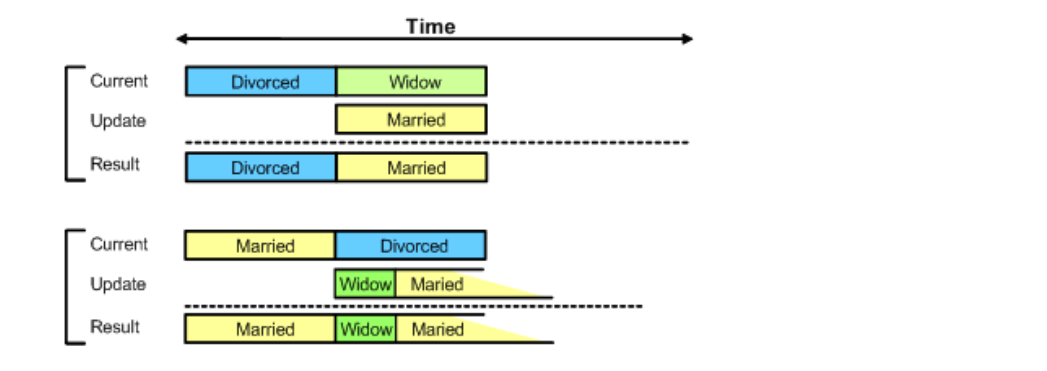 Time
Current Divorced Widow
Update Married
Result Divorced Married
Current Married Divorced
Update Widow Maried
Result Married Widow Maried